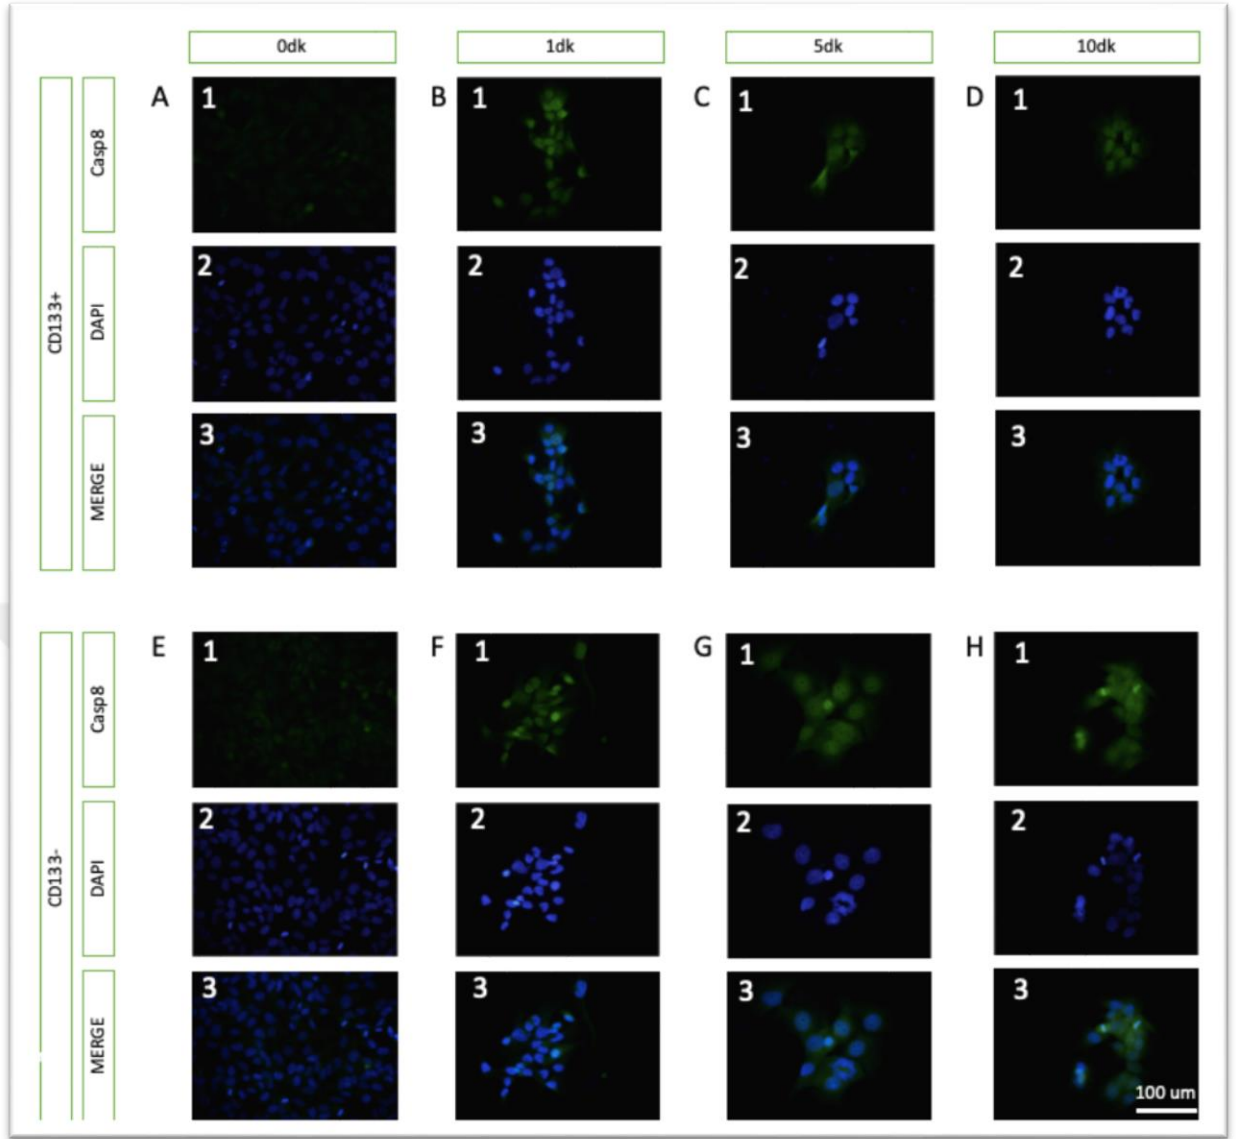 0dk 1dk 5dk 10dk
CD133+
Casp8
A 1 B 1 C 1 D 1
DAPI
2 2 2 2
MERGE
3 3 3 3
CD133-
Casp8
E 1 F 1 G 1 H 1
DAPI
2 2 2 2
MERGE
3 3 3 3
100 um